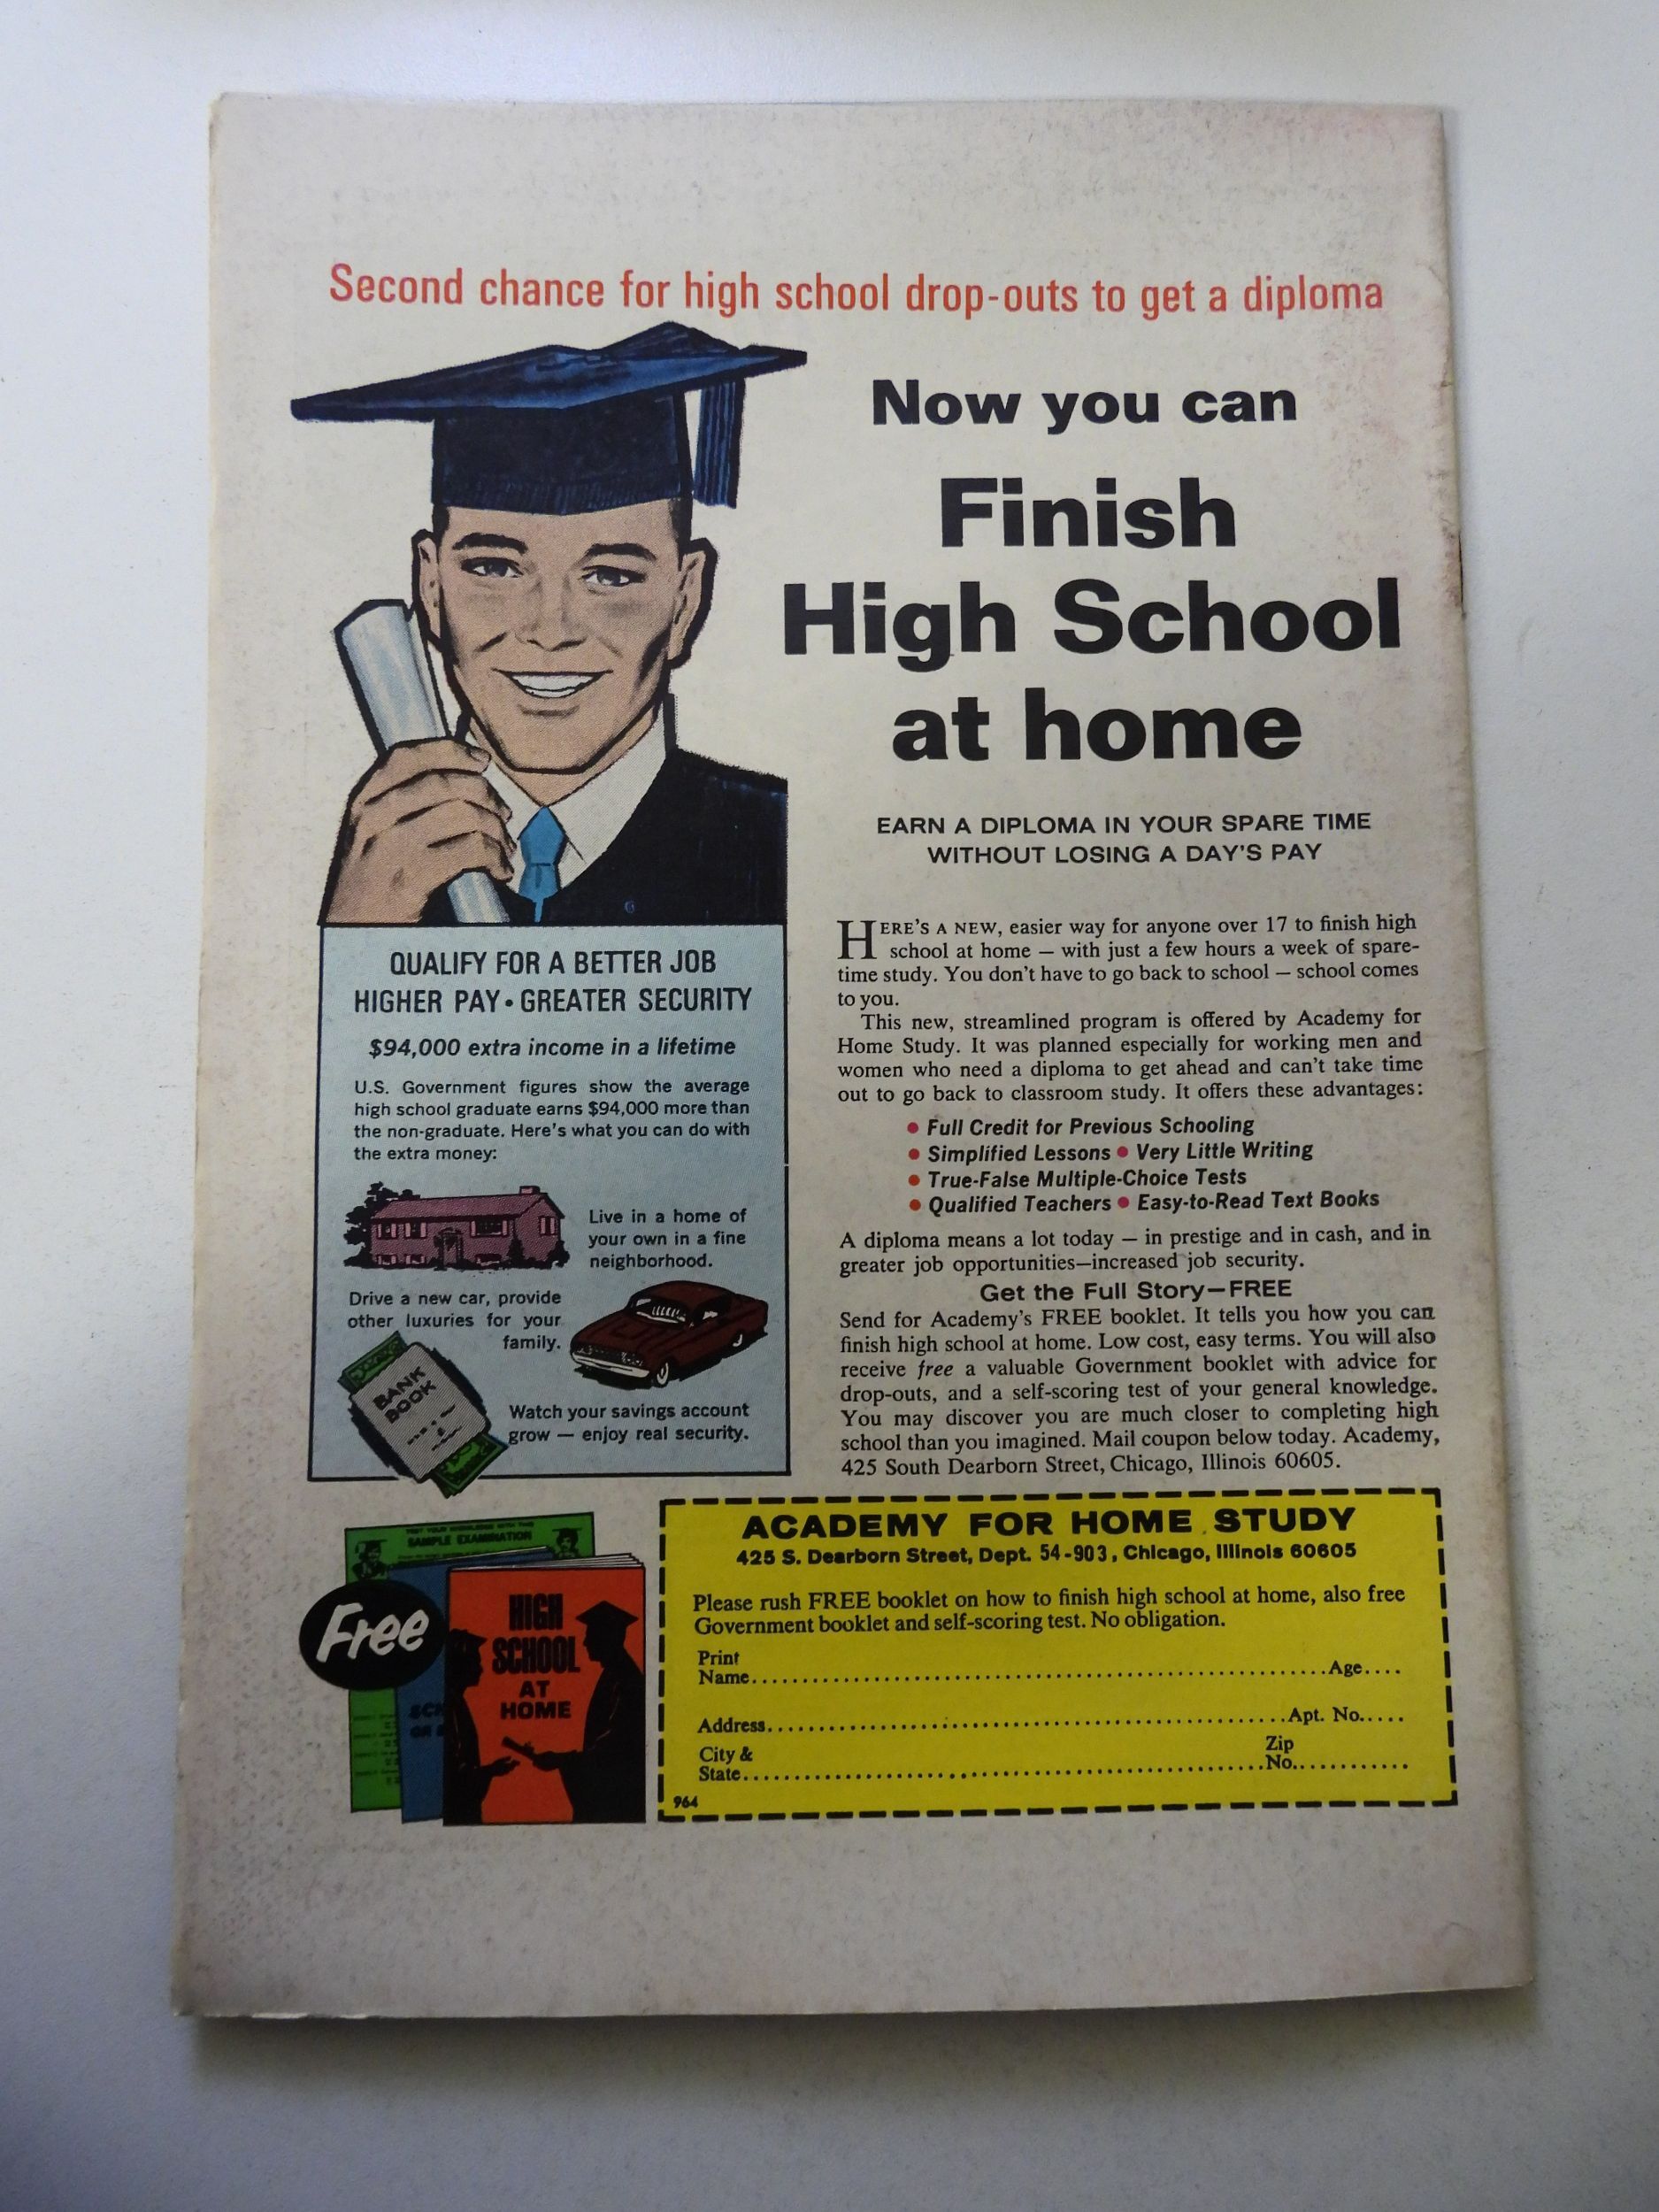 Second chance for high school drop-outs to get a diploma
Now you can
Finish
High School
at home
EARN A DIPLOMA IN YOUR SPARE TIME
WITHOUT LOSING A DAY'S PAY
QUALIFY FOR A BETTER JOB
HIGHER PAY • GREATER SECURITY
$94,000 extra income in a lifetime
U.S. Government figures show the average
high school graduate earns $94,000 more than
the non-graduate. Here's what you can do with
the extra money:
Live in a home of
your own in a fine
neighborhood.
Drive a new car, provide
other luxuries for your
family.
BANK
BOOK
Watch your savings account
grow — enjoy real security.
HERE'S A NEW, easier way for anyone over 17 to finish high
school at home — with just a few hours a week of spare-
time study. You don't have to go back to school — school comes
to you.
This new, streamlined program is offered by Academy for
Home Study. It was planned especially for working men and
women who need a diploma to get ahead and can't take time
out to go back to classroom study. It offers these advantages:
• Full Credit for Previous Schooling
• Simplified Lessons • Very Little Writing
• True-False Multiple-Choice Tests
• Qualified Teachers • Easy-to-Read Text Books
A diploma means a lot today — in prestige and in cash, and in
greater job opportunities—increased job security.
Get the Full Story—FREE
Send for Academy's FREE booklet. It tells you how you can
finish high school at home. Low cost, easy terms. You will also
receive free a valuable Government booklet with advice for
drop-outs, and a self-scoring test of your general knowledge.
You may discover you are much closer to completing high
school than you imagined. Mail coupon below today. Academy,
425 South Dearborn Street, Chicago, Illinois 60605.
SAMPLE EXAMINATION
Free
HIGH
SCHOOL
AT
HOME
ACADEMY FOR HOME STUDY
425 S. Dearborn Street, Dept. 54-903, Chicago, Illinois 60605
Please rush FREE booklet on how to finish high school at home, also free
Government booklet and self-scoring test. No obligation.
Print
Name........Age....
Address........Apt. No.....
City & Zip
State........No............
964